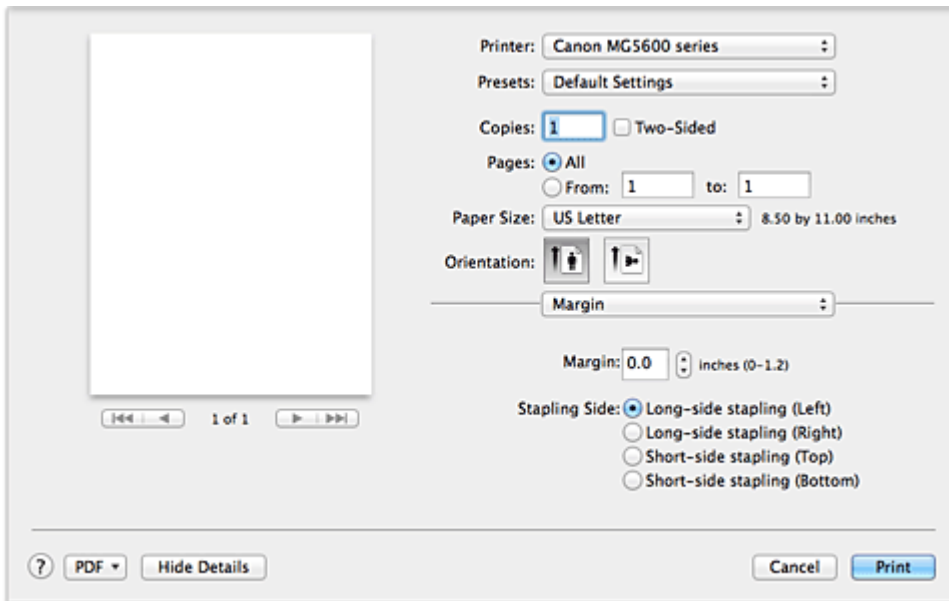 Printer: Canon MG5600 series
Presets: Default Settings
Copies: 1 Two-Sided
Pages: All
From: 1 to: 1
Paper Size: US Letter 8.50 by 11.00 inches
Orientation:
Margin
Margin: 0.0 inches (0-1.2)
Stapling Side: Long-side stapling (Left)
Long-side stapling (Right)
Short-side stapling (Top)
Short-side stapling (Bottom)
1 of 1
? PDF Hide Details Cancel Print